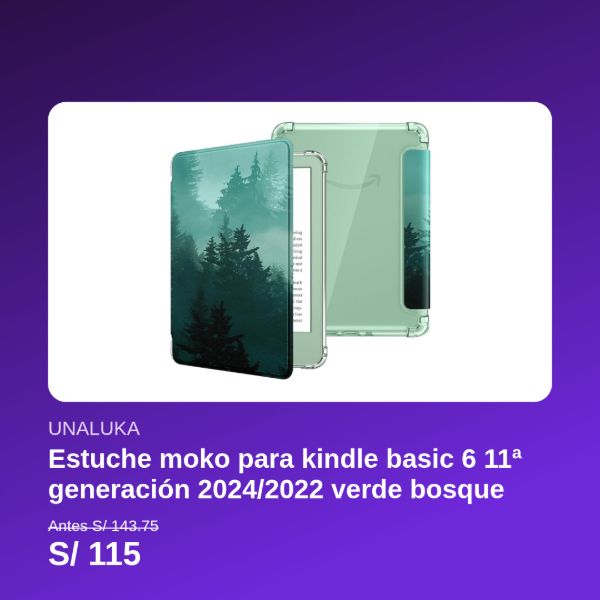 UNALUKA
Estuche moko para kindle basic 6 11ª
generación 2024/2022 verde bosque
Antes S/ 143.75
S/ 115